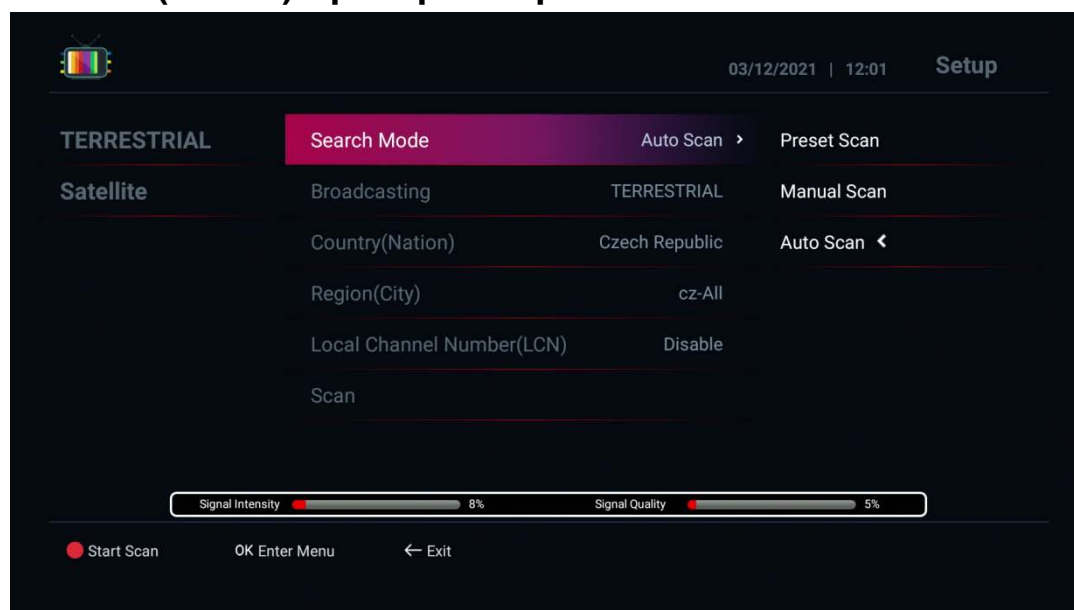 03/12/2021 | 12:01 Setup
TERRESTRIAL
Satellite
Search Mode Auto Scan >
Broadcasting TERRESTRIAL
Country(Nation) Czech Republic
Region(City) cz-All
Local Channel Number(LCN) Disable
Scan
Preset Scan
Manual Scan
Auto Scan <
Signal Intensity 8% Signal Quality 5%
Start Scan OK Enter Menu ← Exit